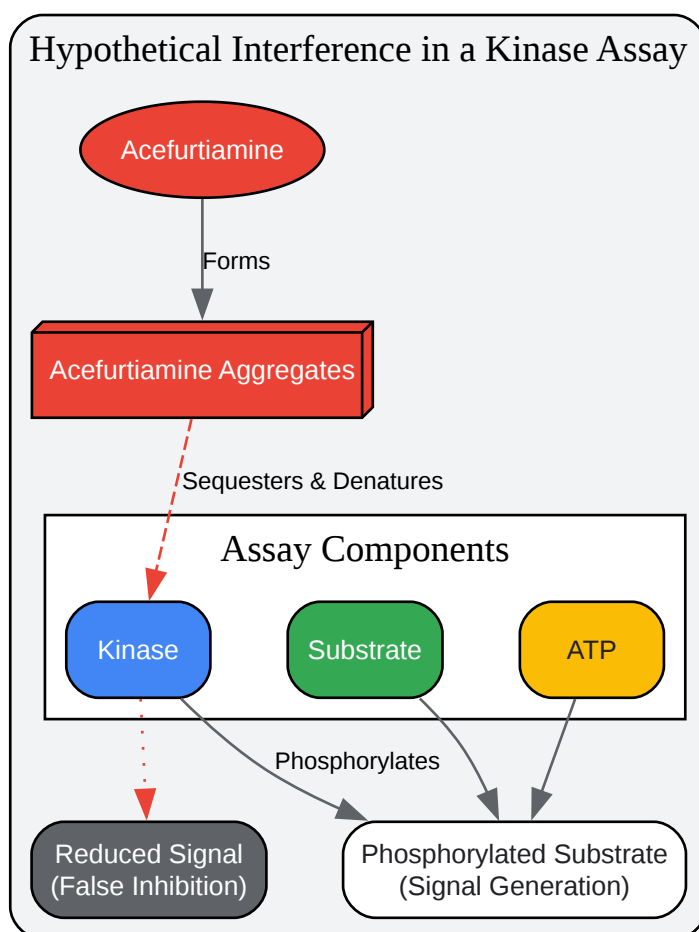 Hypothetical Interference in a Kinase Assay
Acefurtiamine
Forms
Acefurtiamine Aggregates
Sequesters & Denatures
Assay Components
Kinase
Substrate
ATP
Phosphorylates
Reduced Signal
(False Inhibition)
Phosphorylated Substrate
(Signal Generation)